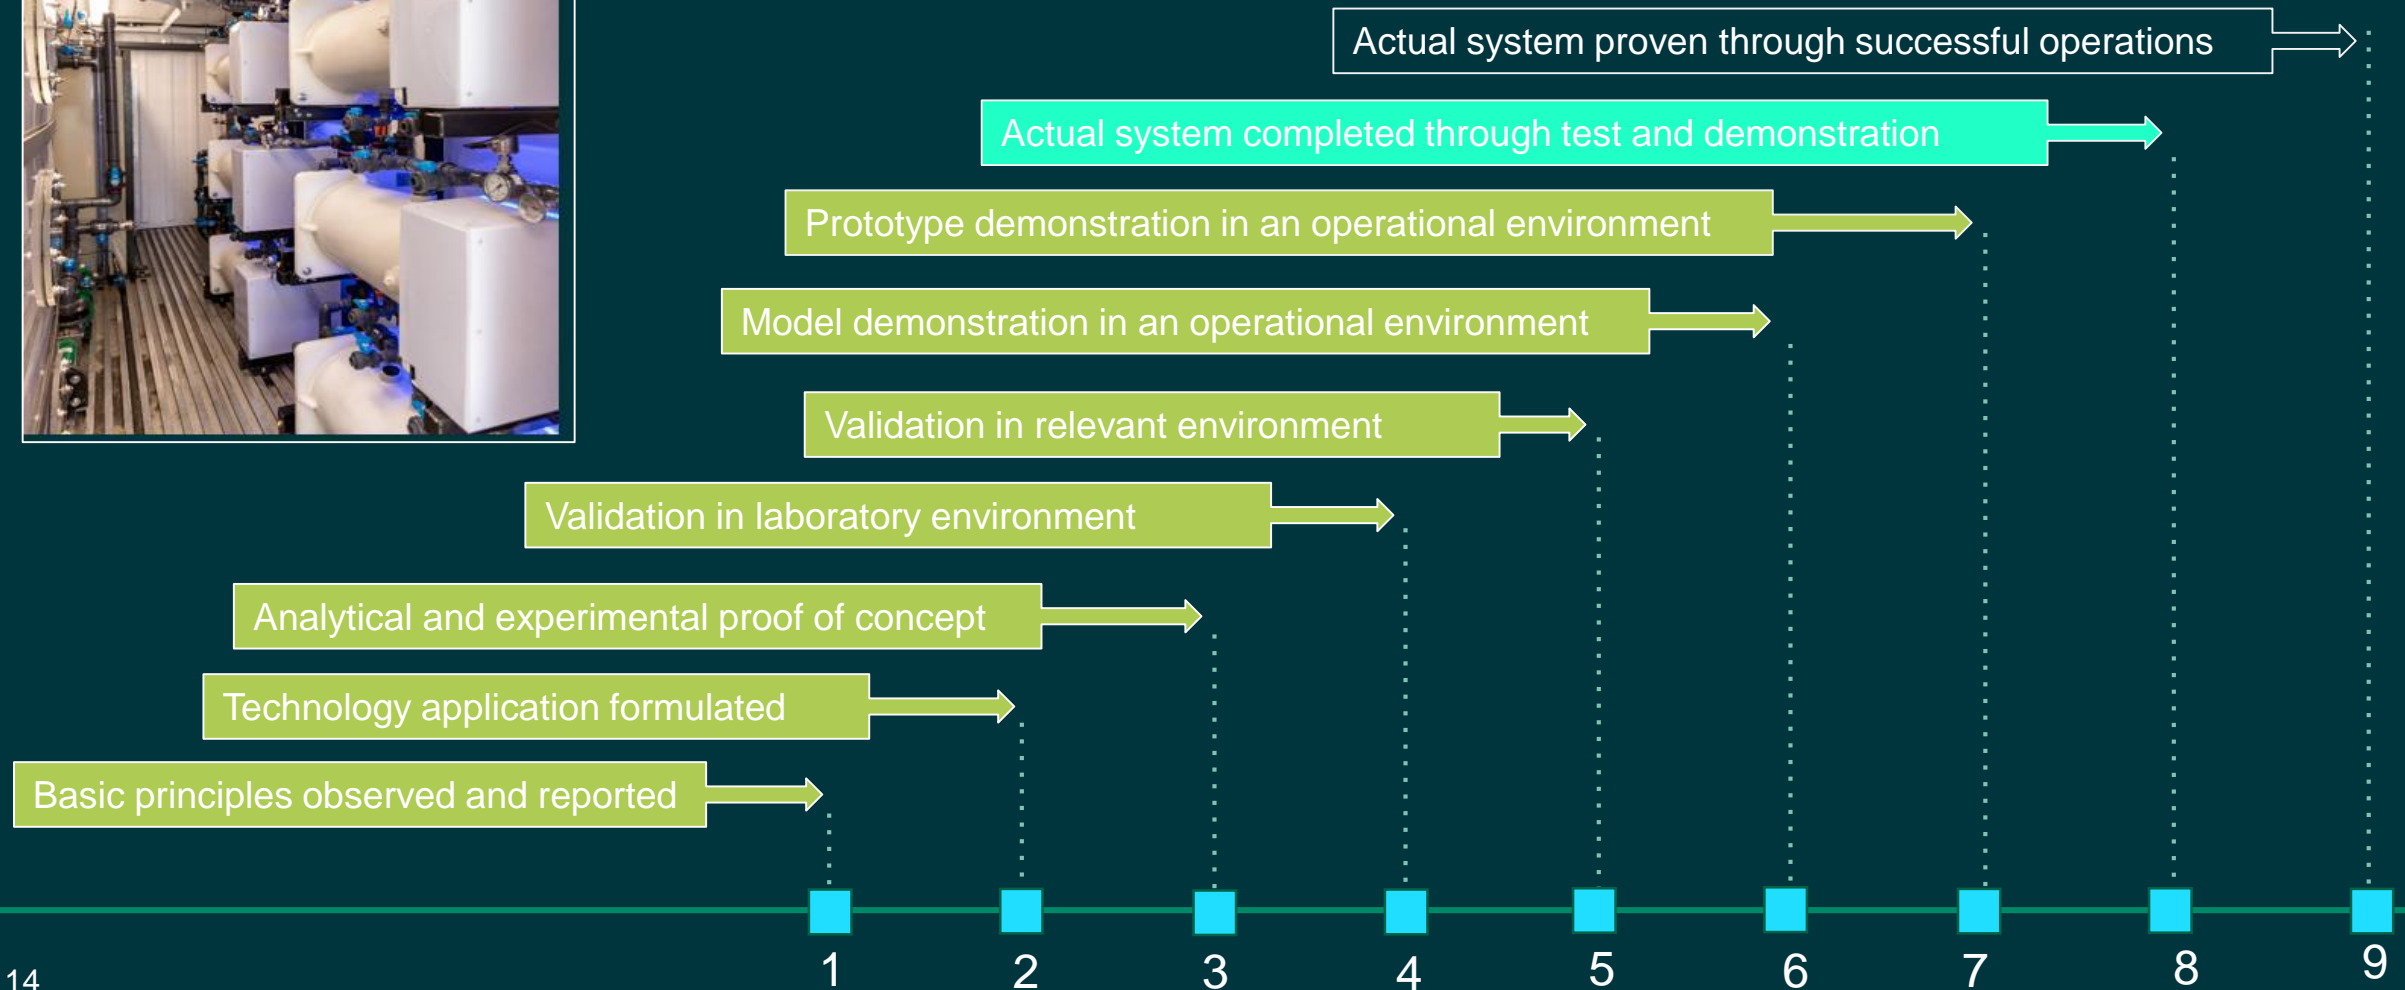 Actual system proven through successful operations
Actual system completed through test and demonstration
Prototype demonstration in an operational environment
Model demonstration in an operational environment
Validation in relevant environment
Validation in laboratory environment
Analytical and experimental proof of concept
Technology application formulated
Basic principles observed and reported
1 2 3 4 5 6 7 8 9
14